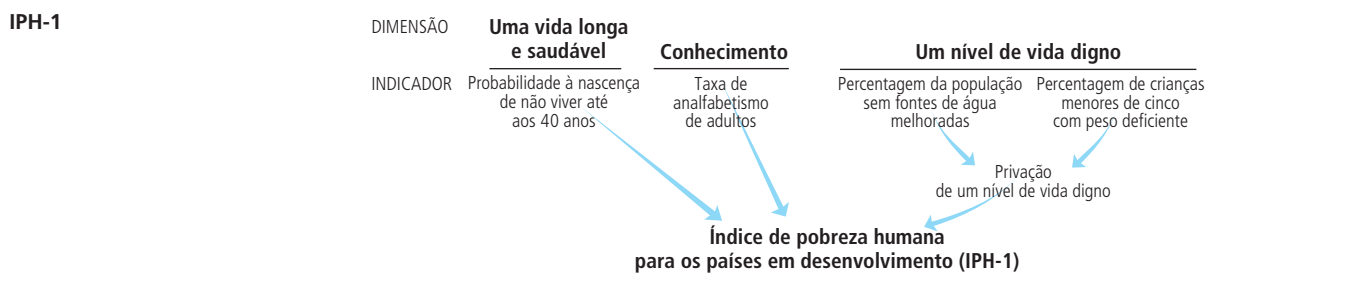 IPH-1
DIMENSÃO
Uma vida longa
e saudável
Conhecimento
Um nível de vida digno
INDICADOR
Probabilidade à nascença
de não viver até
aos 40 anos
Taxa de
analfabetismo
de adultos
Percentagem da população
sem fontes de água
melhoradas
Percentagem de crianças
menores de cinco
com peso deficiente
Privação
de um nível de vida digno
Índice de pobreza humana
para os países em desenvolvimento (IPH-1)